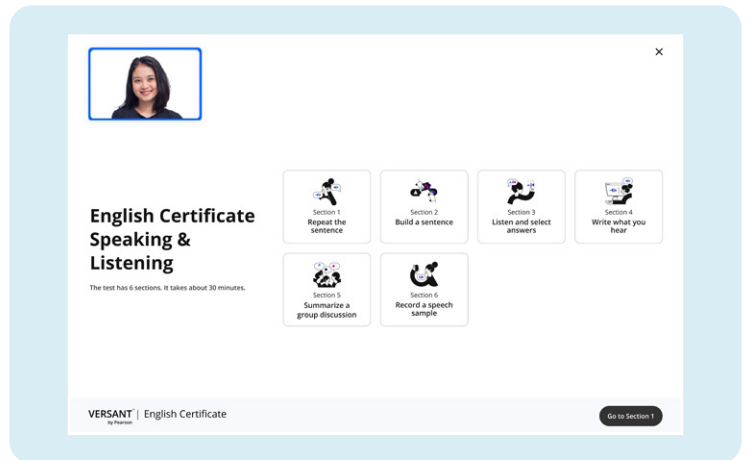 English Certificate
Speaking &
Listening
The test has 6 sections. It takes about 30 minutes.
Section 1
Repeat the
sentence
Section 2
Build a sentence
Section 3
Listen and select
answers
Section 4
Write what you
hear
Section 5
Summarize a
group discussion
Section 6
Record a speech
sample
VERSANT™ | English Certificate
by Pearson
Go to Section 1